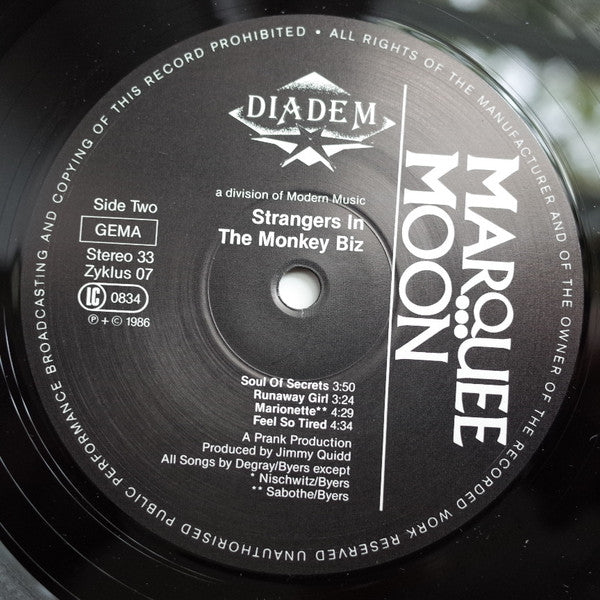 ALL RIGHTS OF THE MANUFACTURER AND OF THE OWNER OF THE RECORDED WORK RESERVED UNAUTHORISED PUBLIC PERFORMANCE BROADCASTING AND COPYING OF THIS RECORD PROHIBITED •
DIADEM
a division of Modern Music
Strangers In
The Monkey Biz
Side Two
GEMA
Stereo 33
Zyklus 07
LC 0834
℗ + © 1986
MARQUEE
MOON
Soul Of Secrets 3:50
Runaway Girl 3:24
Marionette** 4:29
Feel So Tired 4:34
A Prank Production
Produced by Jimmy Quidd
All Songs by Degray/Byers except
* Nischwitz/Byers
** Sabothe/Byers